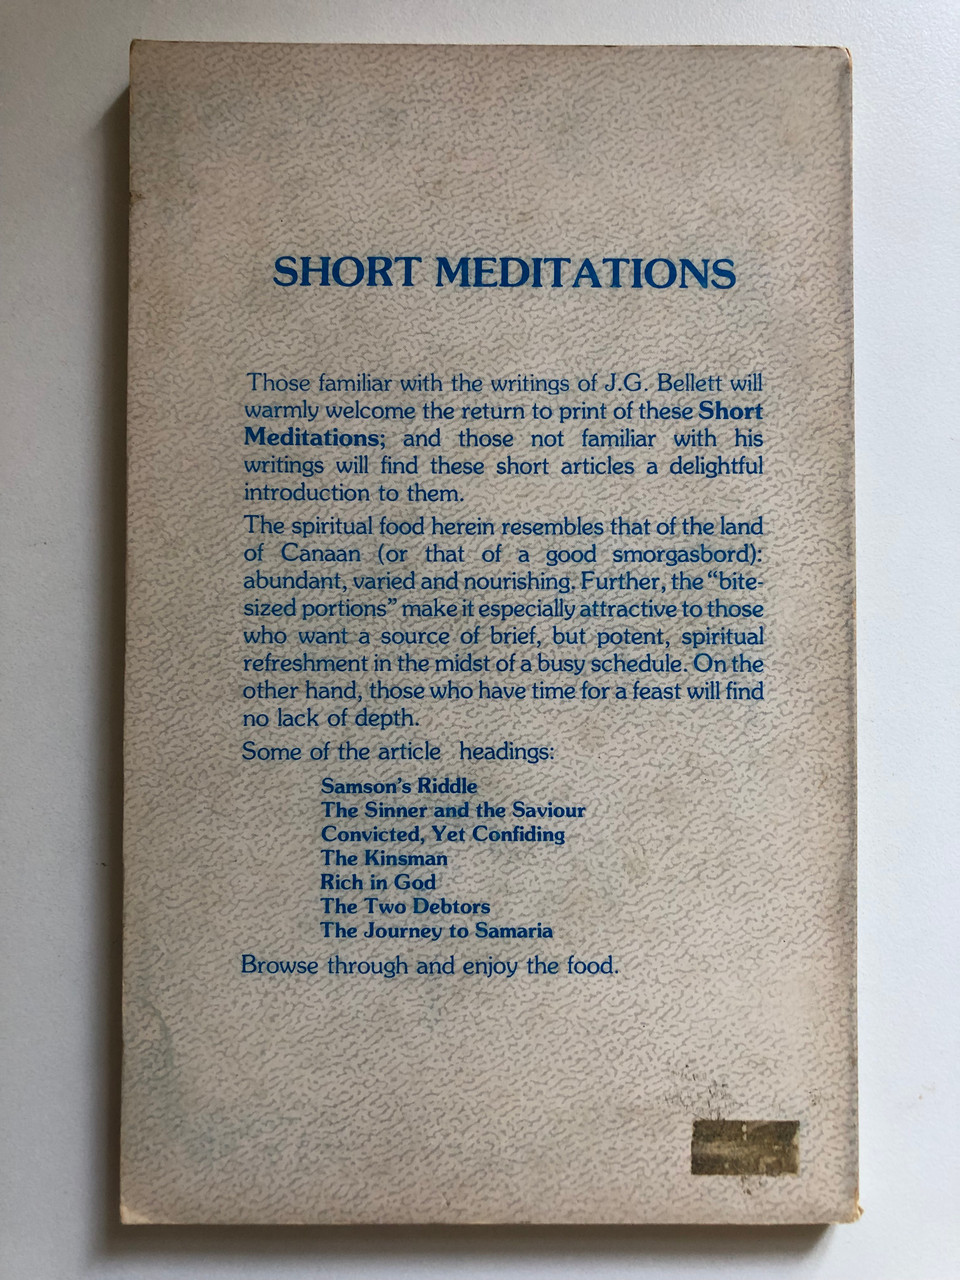 SHORT MEDITATIONS
Those familiar with the writings of J.G. Bellett will
warmly welcome the return to print of these Short
Meditations; and those not familiar with his
writings will find these short articles a delightful
introduction to them.
The spiritual food herein resembles that of the land
of Canaan (or that of a good smorgasbord):
abundant, varied and nourishing. Further, the “bite-
sized portions” make it especially attractive to those
who want a source of brief, but potent, spiritual
refreshment in the midst of a busy schedule. On the
other hand, those who have time for a feast will find
no lack of depth.
Some of the article headings:
Samson's Riddle
The Sinner and the Saviour
Convicted, Yet Confiding
The Kinsman
Rich in God
The Two Debtors
The Journey to Samaria
Browse through and enjoy the food.